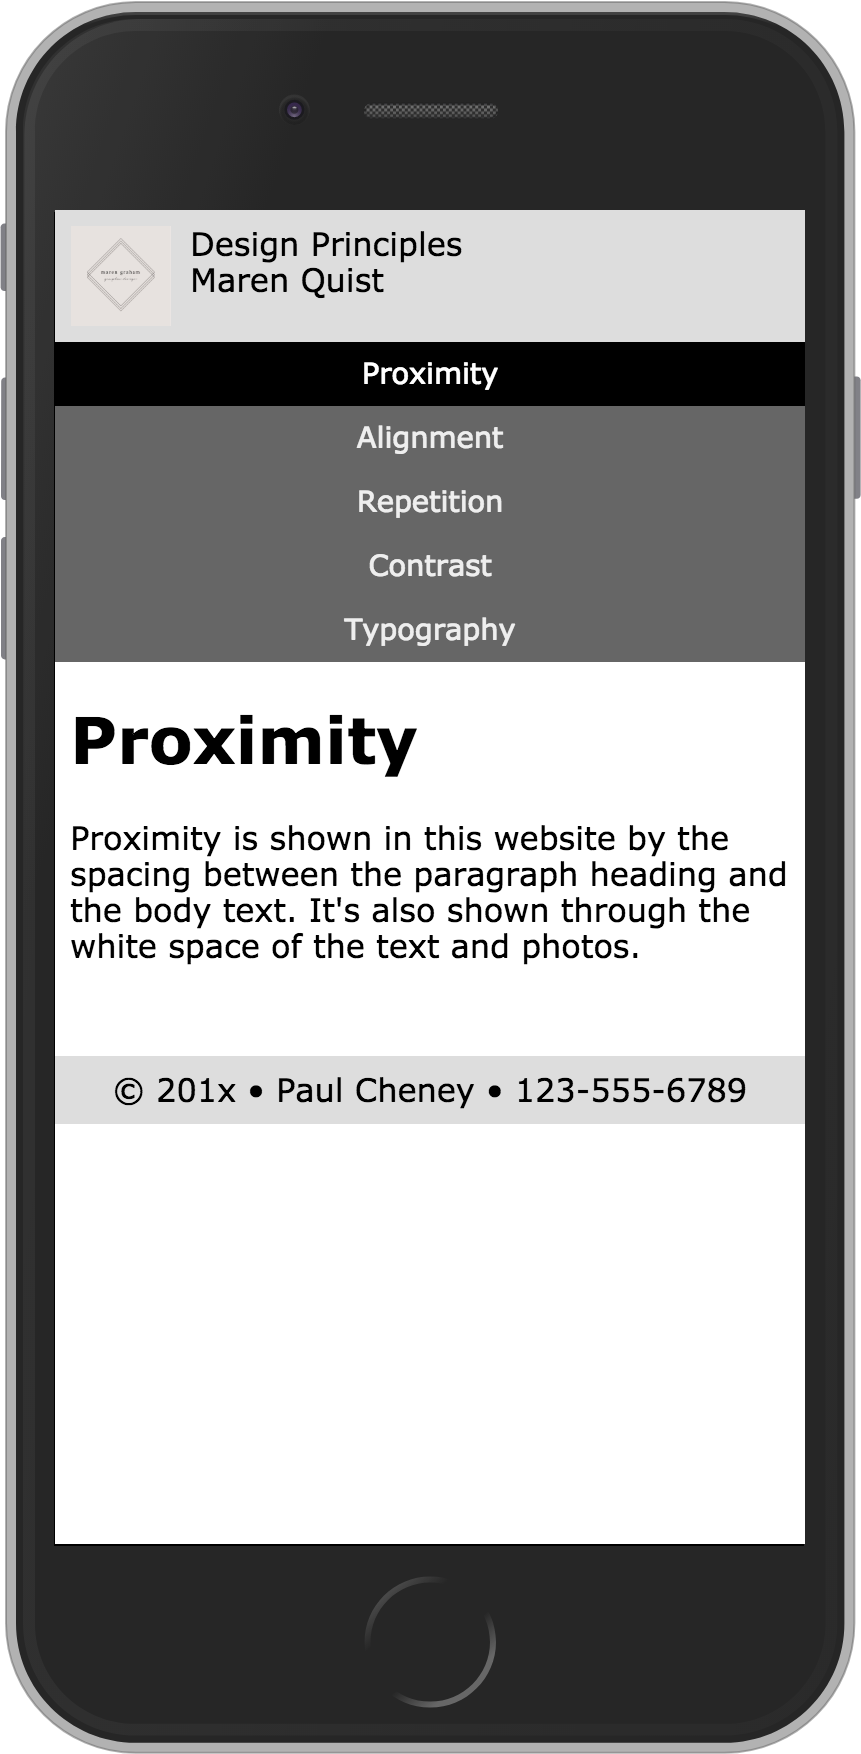 maren graham
graphic design
Design Principles
Maren Quist
Proximity
Alignment
Repetition
Contrast
Typography
Proximity
Proximity is shown in this website by the
spacing between the paragraph heading and
the body text. It's also shown through the
white space of the text and photos.
© 201x • Paul Cheney • 123-555-6789